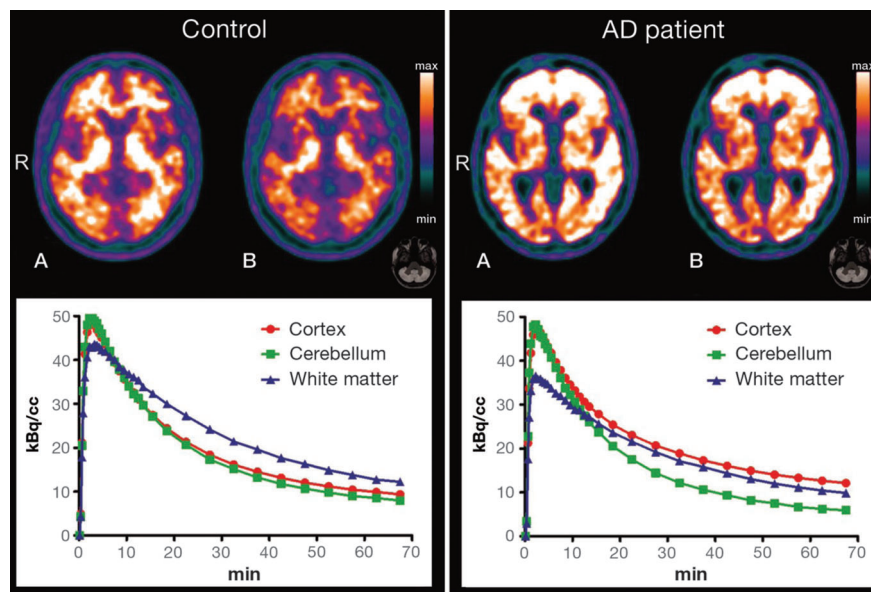 Control
AD patient
max
R
min
A
B
max
R
min
A
B
50
40
30
20
10
0
kBq/cc
Cortex
Cerebellum
White matter
0 10 20 30 40 50 60 70
min
50
40
30
20
10
0
kBq/cc
Cortex
Cerebellum
White matter
0 10 20 30 40 50 60 70
min